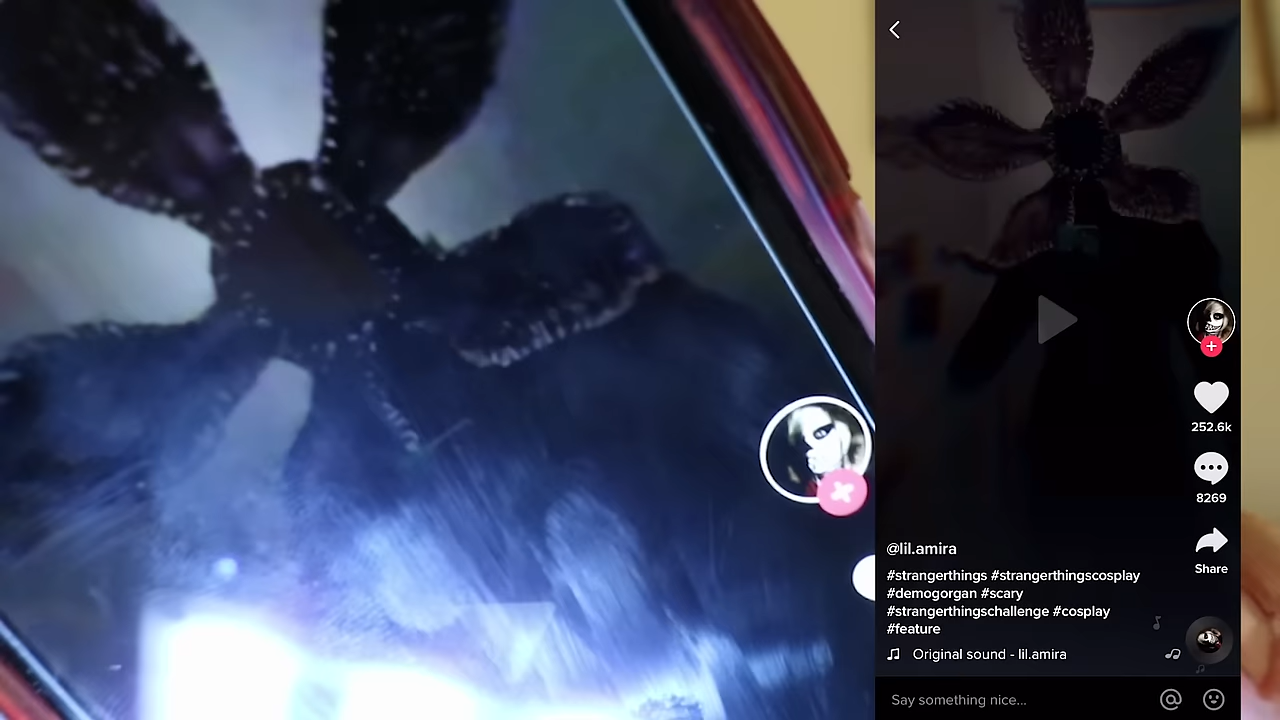 252.6k
8269
Share
@lil.amira
#strangerthings #strangerthingscosplay
#demogorgan #scary
#strangerthingschallenge #cosplay
#feature
Original sound - lil.amira
Say something nice...